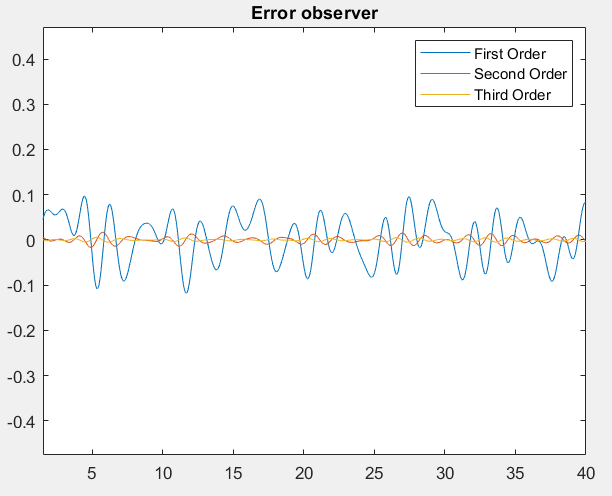 Error observer
First Order
Second Order
Third Order
0.4
0.3
0.2
0.1
0
-0.1
-0.2
-0.3
-0.4
5 10 15 20 25 30 35 40